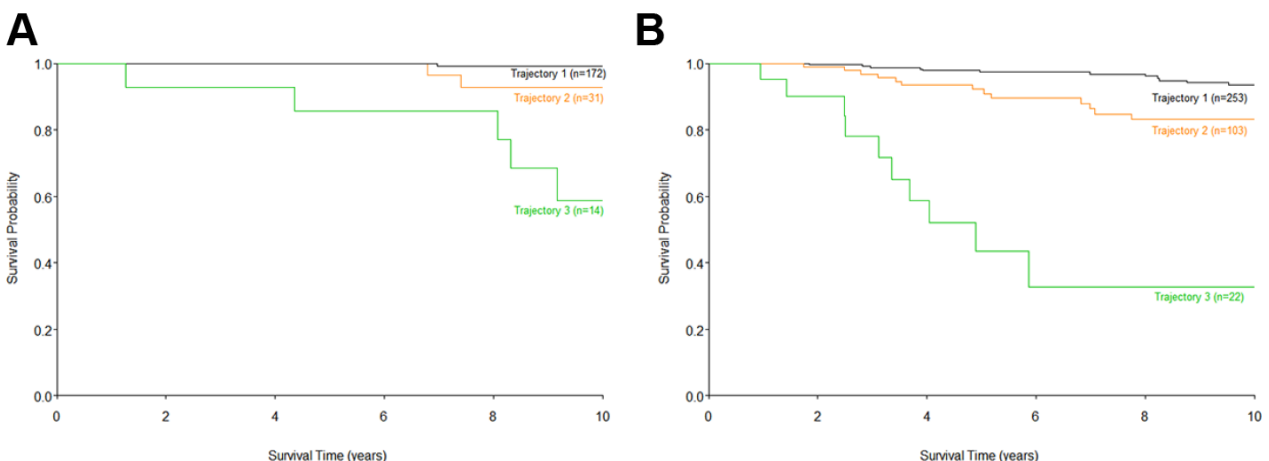 A
1.0
0.8
0.6
0.4
0.2
0.0
Survival Probability
Trajectory 1 (n=172)
Trajectory 2 (n=31)
Trajectory 3 (n=14)
0 2 4 6 8 10
Survival Time (years)
B
1.0
0.8
0.6
0.4
0.2
0.0
Survival Probability
Trajectory 1 (n=253)
Trajectory 2 (n=103)
Trajectory 3 (n=22)
0 2 4 6 8 10
Survival Time (years)